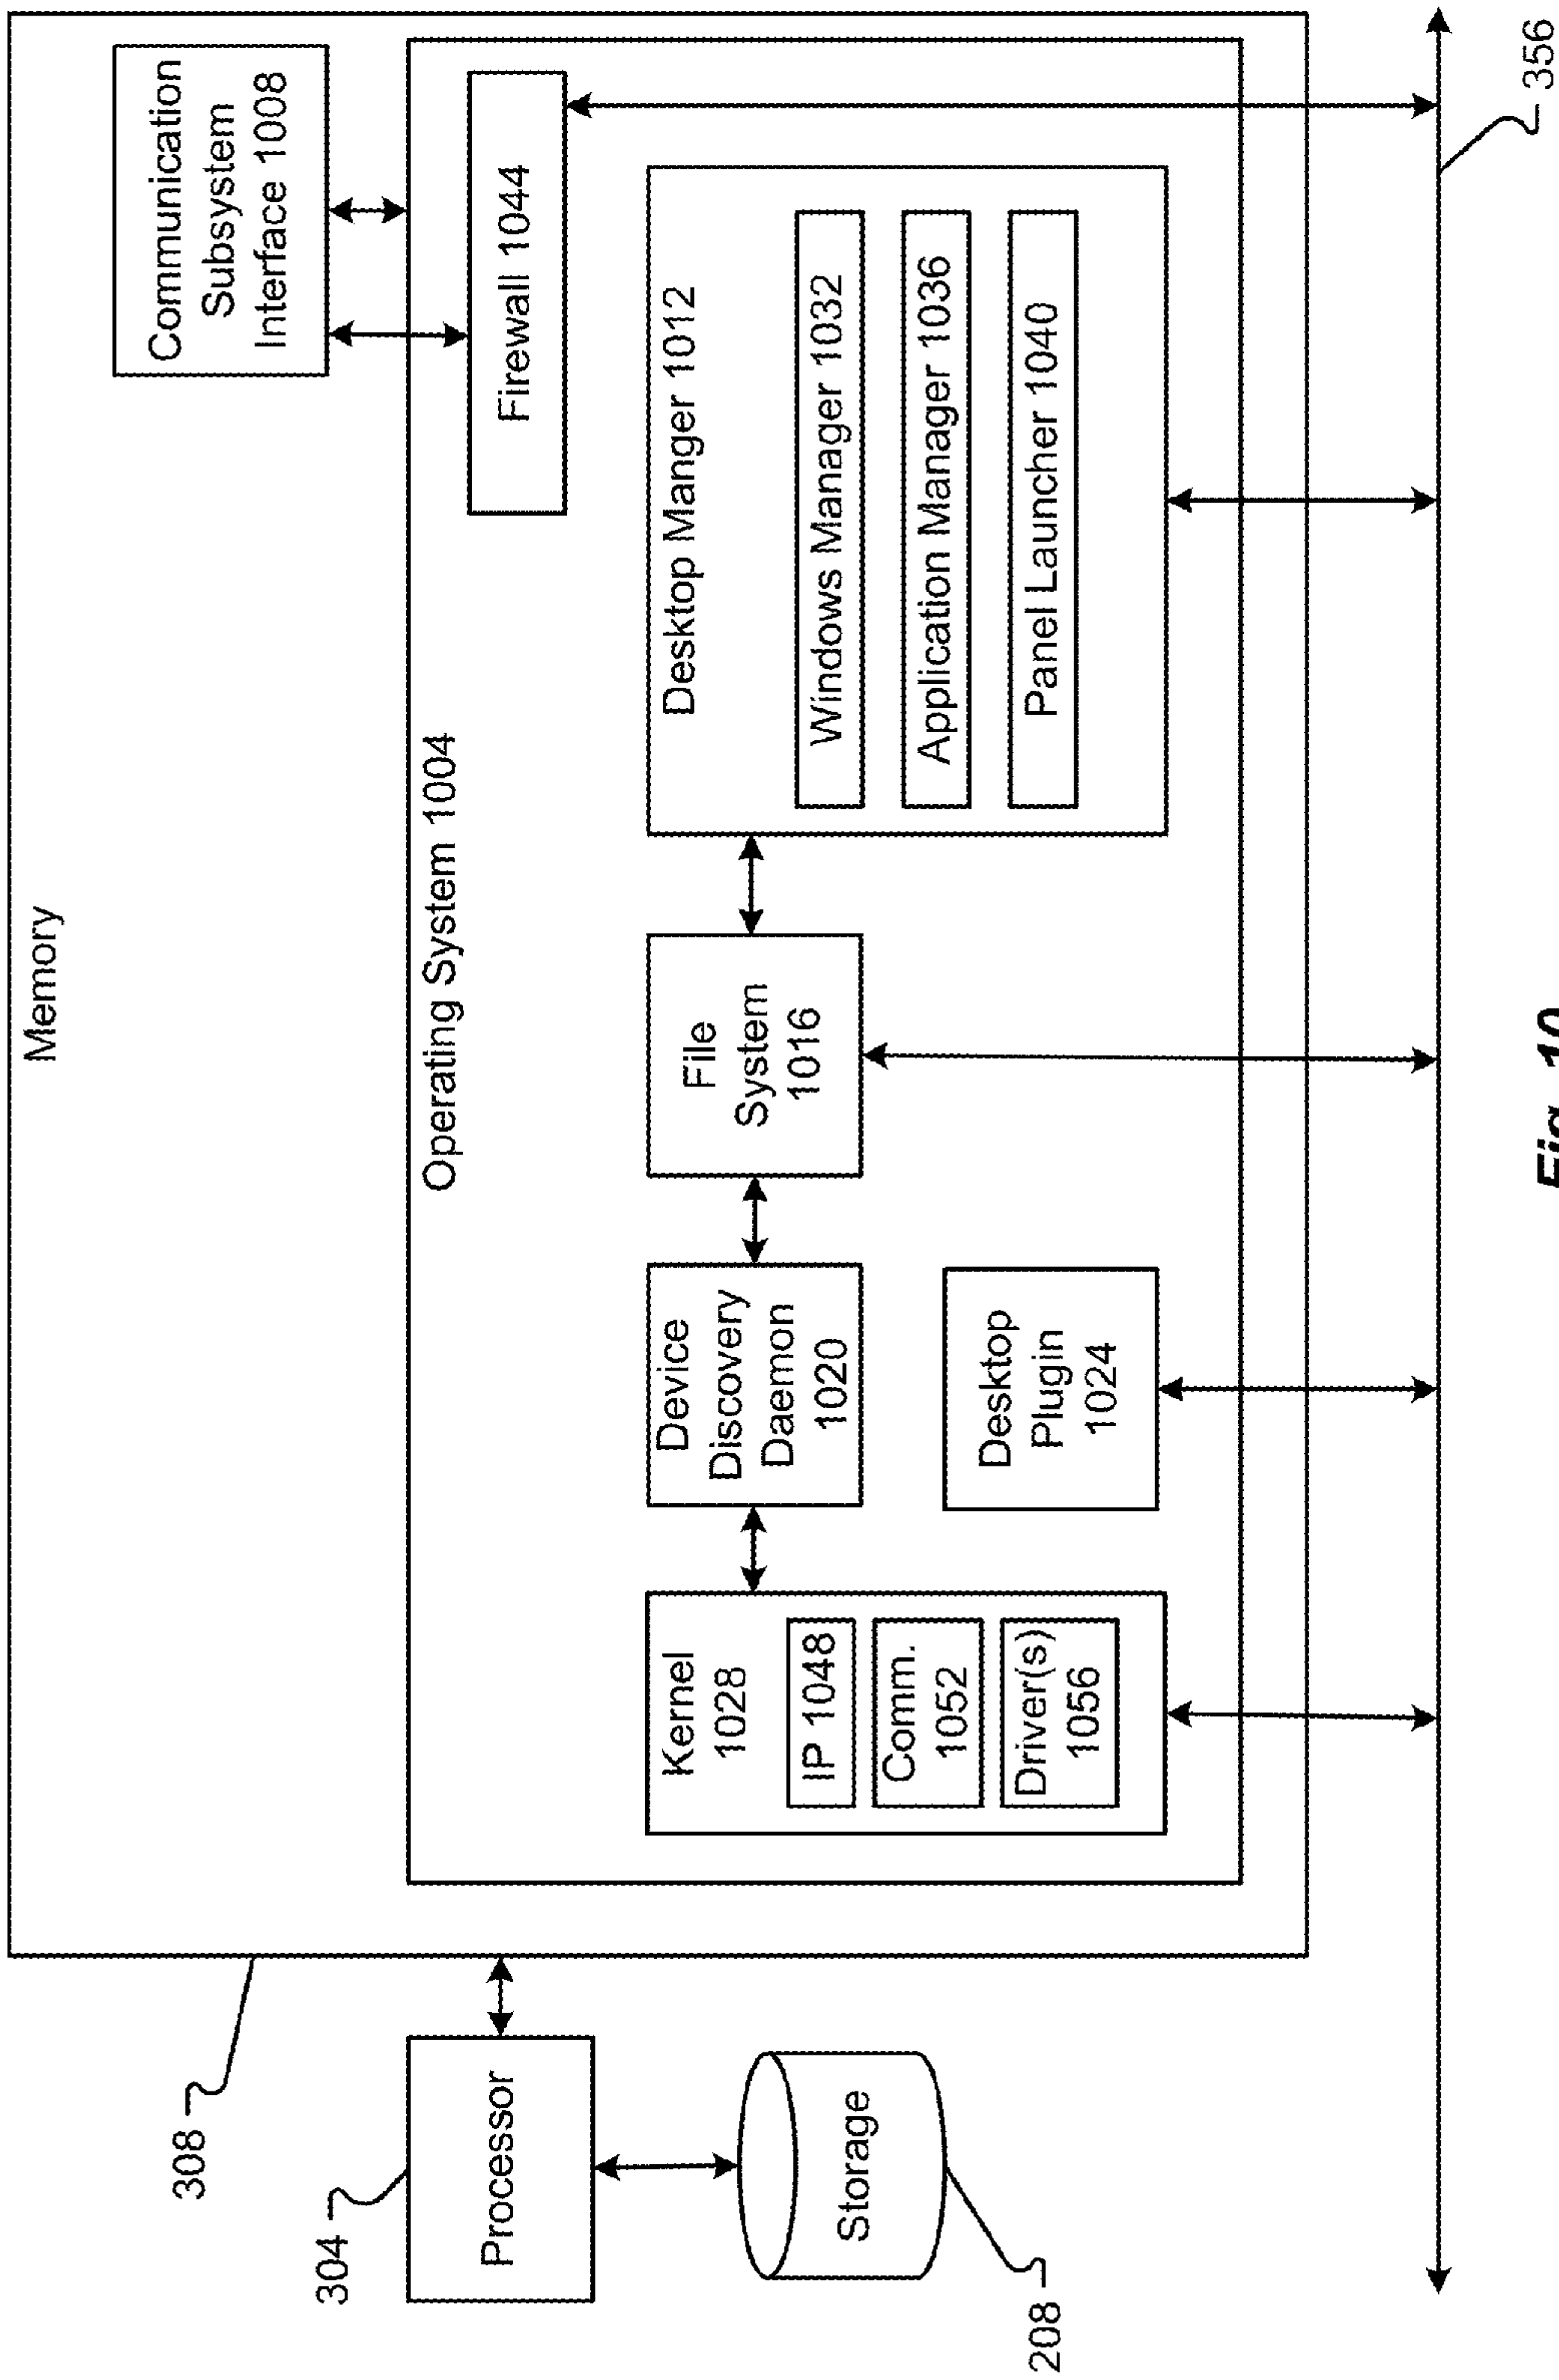 Memory
Communication
Subsystem
Interface 1008
Operating System 1004
Firewall 1044
Kernel
1028
IP 1048
Comm.
1052
Driver(s)
1056
Device
Discovery
Daemon
1020
Desktop
Plugin
1024
File
System
1016
Desktop Manger 1012
Windows Manager 1032
Application Manager 1036
Panel Launcher 1040
308
304
Processor
Storage
208
356
Fig. 10